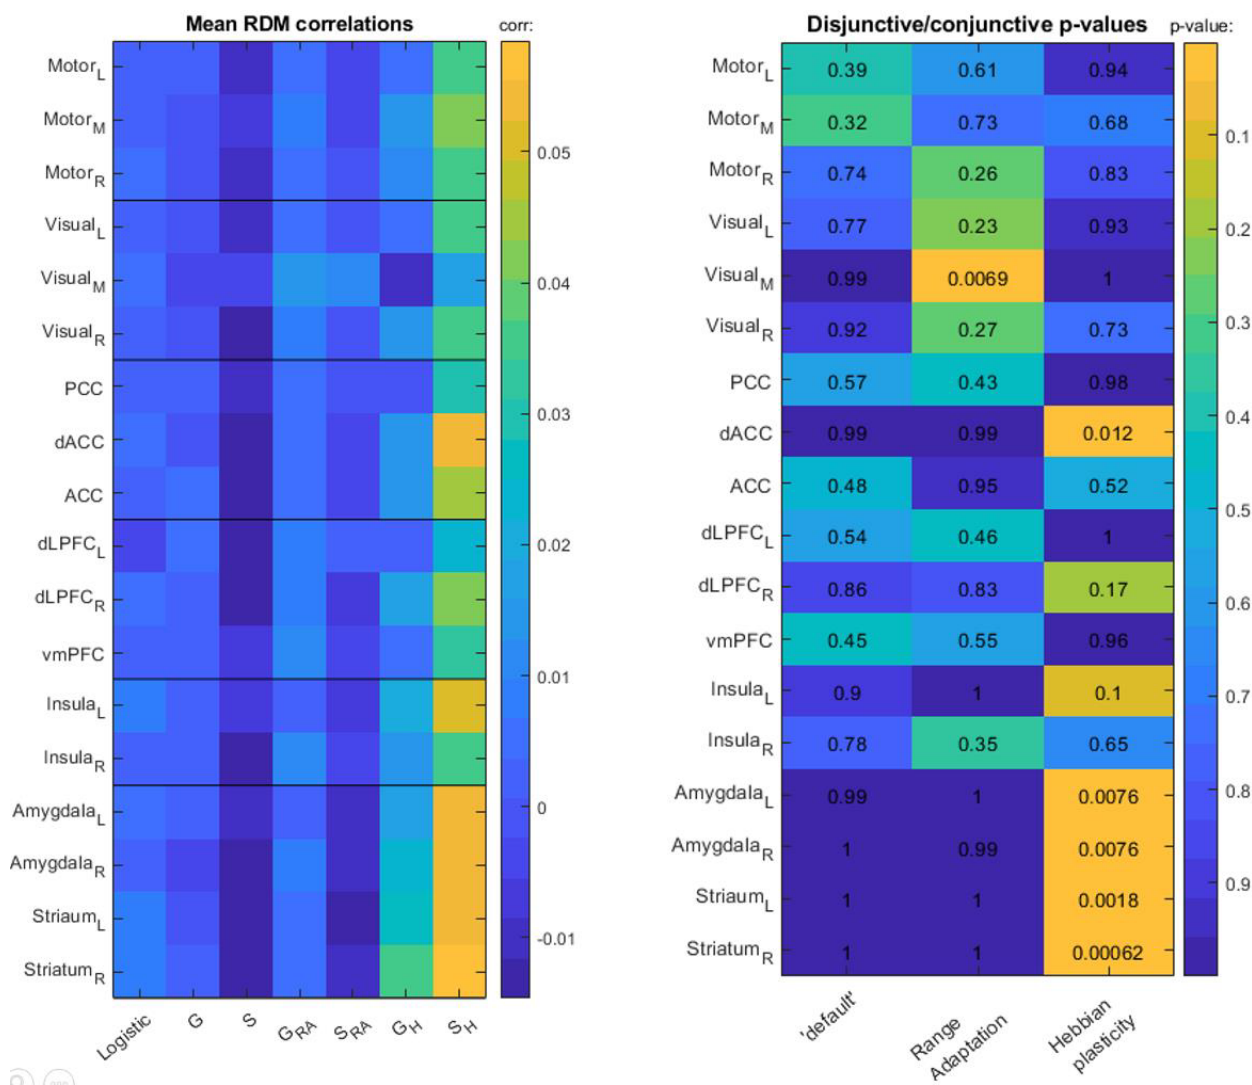 Mean RDM correlations
corr:
Motor_L
Motor_M
Motor_R
Visual_L
Visual_M
Visual_R
PCC
dACC
ACC
dLPFC_L
dLPFC_R
vmPFC
Insula_L
Insula_R
Amygdala_L
Amygdala_R
Striaum_L
Striatum_R
Logistic
G
S
G_RA
S_RA
G_H
S_H
0.05
0.04
0.03
0.02
0.01
0
-0.01
Disjunctive/conjunctive p-values
p-value:
Motor_L 0.39 0.61 0.94
Motor_M 0.32 0.73 0.68
Motor_R 0.74 0.26 0.83
Visual_L 0.77 0.23 0.93
Visual_M 0.99 0.0069 1
Visual_R 0.92 0.27 0.73
PCC 0.57 0.43 0.98
dACC 0.99 0.99 0.012
ACC 0.48 0.95 0.52
dLPFC_L 0.54 0.46 1
dLPFC_R 0.86 0.83 0.17
vmPFC 0.45 0.55 0.96
Insula_L 0.9 1 0.1
Insula_R 0.78 0.35 0.65
Amygdala_L 0.99 1 0.0076
Amygdala_R 1 0.99 0.0076
Striaum_L 1 1 0.0018
Striatum_R 1 1 0.00062
'default'
Range
Adaptation
Hebbian
plasticity
0.1
0.2
0.3
0.4
0.5
0.6
0.7
0.8
0.9